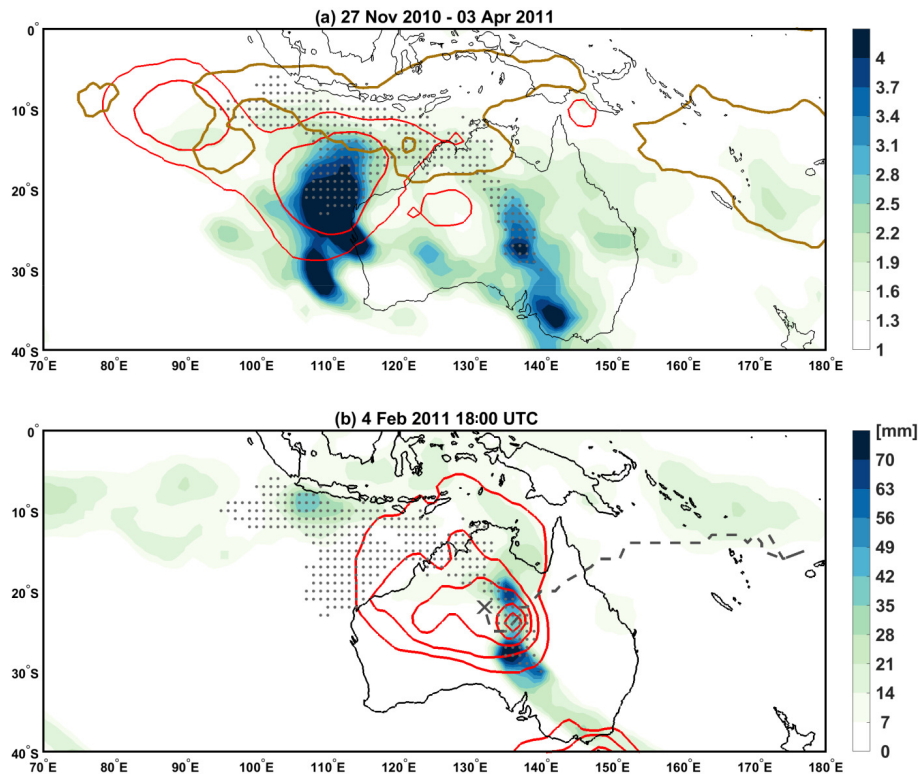 (a) 27 Nov 2010 - 03 Apr 2011
0°
10°S
20°S
30°S
40°S
70°E 80°E 90°E 100°E 110°E 120°E 130°E 140°E 150°E 160°E 170°E 180°E
4
3.7
3.4
3.1
2.8
2.5
2.2
1.9
1.6
1.3
1
(b) 4 Feb 2011 18:00 UTC
0°
10°S
20°S
30°S
40°S
70°E 80°E 90°E 100°E 110°E 120°E 130°E 140°E 150°E 160°E 170°E 180°E
[mm]
70
63
56
49
42
35
28
21
14
7
0